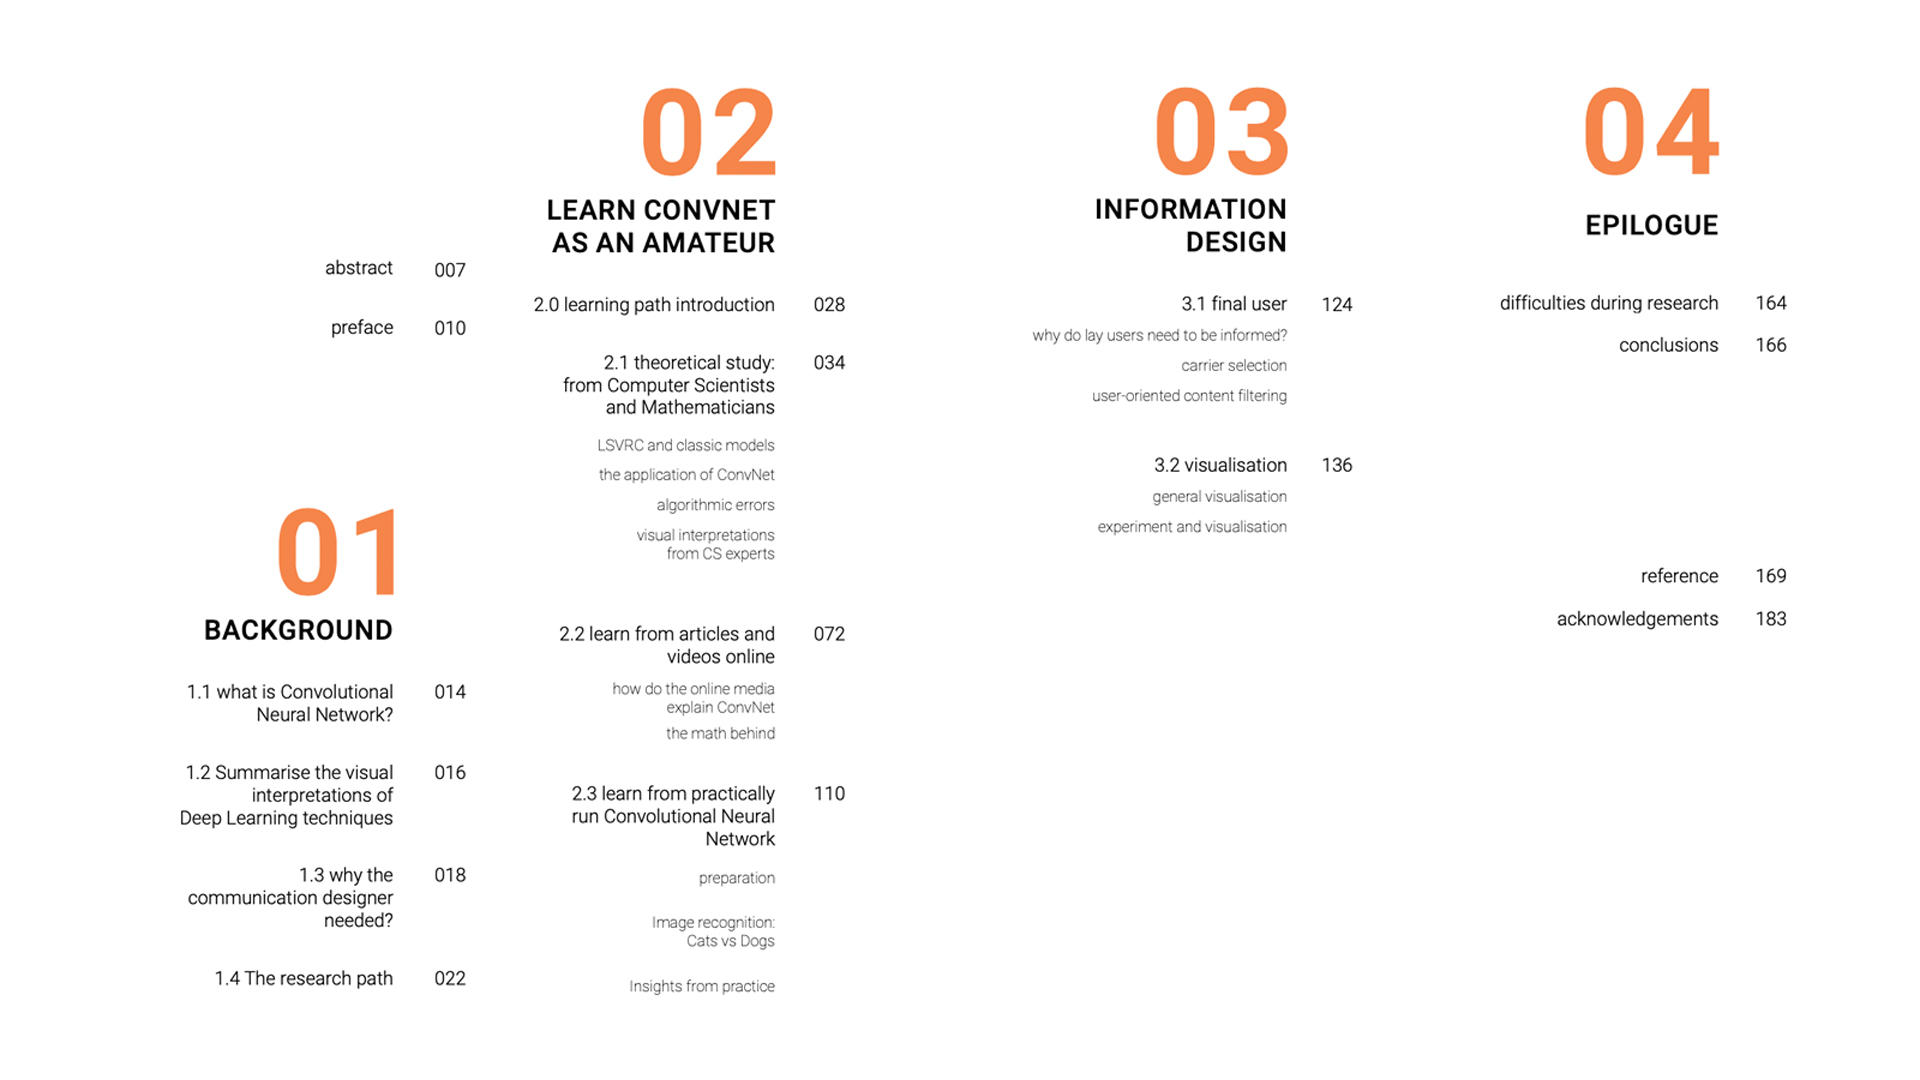 abstract 007
preface 010
01
BACKGROUND
1.1 what is Convolutional 014
Neural Network?
1.2 Summarise the visual 016
interpretations of
Deep Learning techniques
1.3 why the 018
communication designer
needed?
1.4 The research path 022
02
LEARN CONVNET
AS AN AMATEUR
2.0 learning path introduction 028
2.1 theoretical study: 034
from Computer Scientists
and Mathematicians
LSVRC and classic models
the application of ConvNet
algorithmic errors
visual interpretations
from CS experts
2.2 learn from articles and 072
videos online
how do the online media
explain ConvNet
the math behind
2.3 learn from practically 110
run Convolutional Neural
Network
preparation
Image recognition:
Cats vs Dogs
Insights from practice
03
INFORMATION
DESIGN
3.1 final user 124
why do lay users need to be informed?
carrier selection
user-oriented content filtering
3.2 visualisation 136
general visualisation
experiment and visualisation
04
EPILOGUE
difficulties during research 164
conclusions 166
reference 169
acknowledgements 183